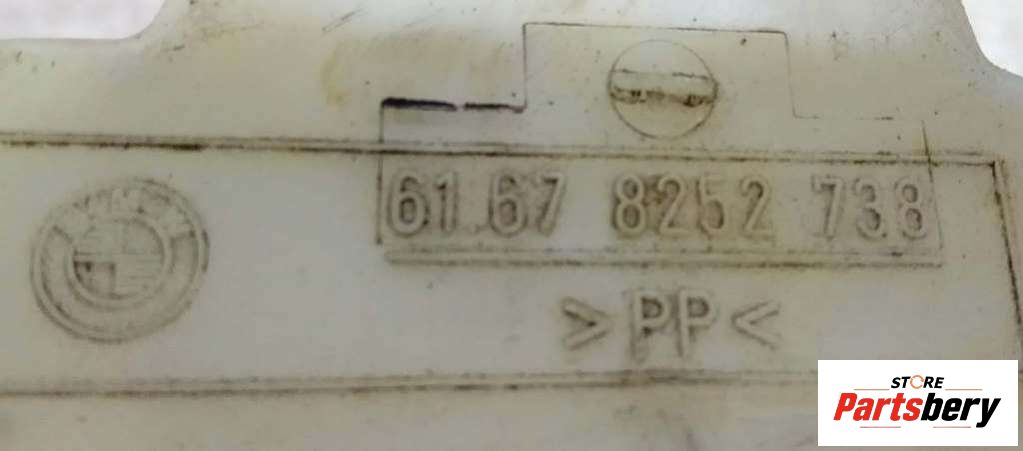 61.67 8252 738
>PP<
STORE
Partsbery